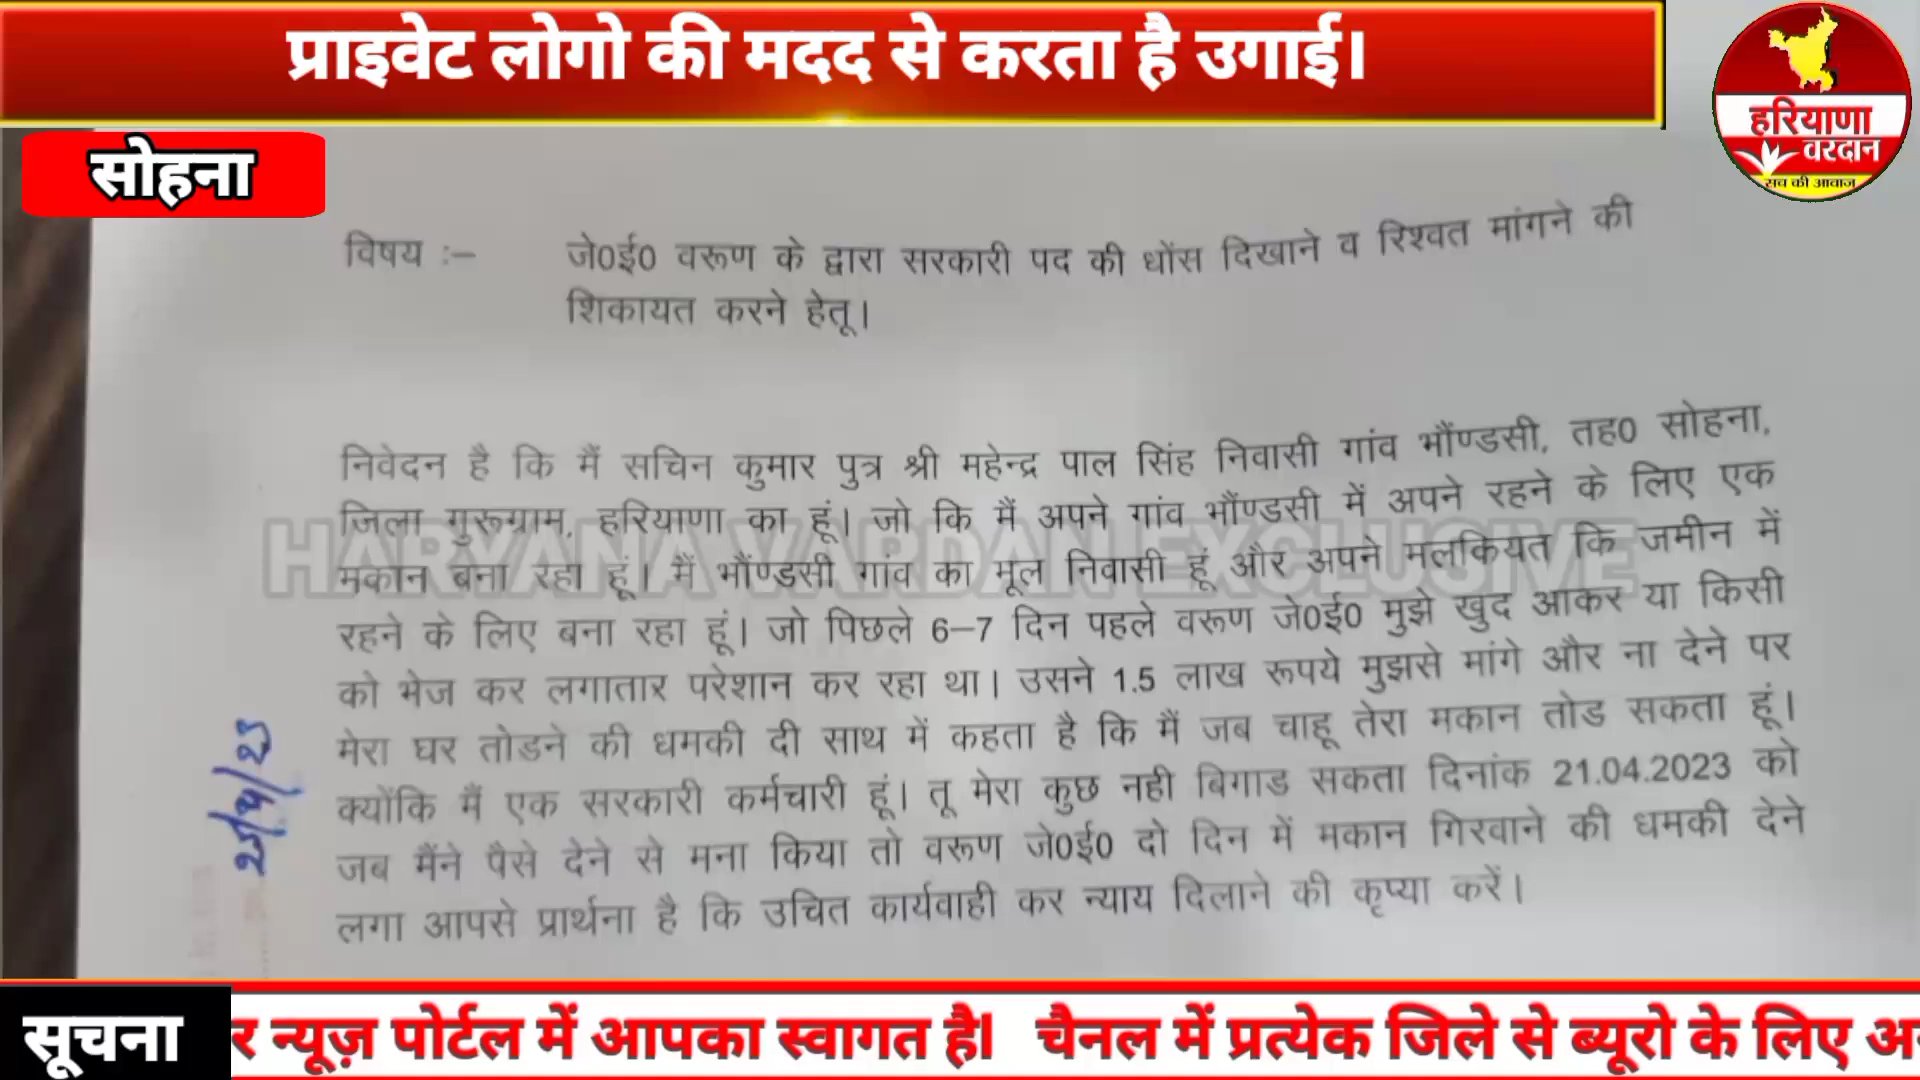 प्राइवेट लोगो की मदद से करता है उगाई।
हरियाणा
वरदान
सच की आवाज
सोहना
विषय :– जे0ई0 वरूण के द्वारा सरकारी पद की धोंस दिखाने व रिश्वत मांगने की
शिकायत करने हेतू।
निवेदन है कि मैं सचिन कुमार पुत्र श्री महेन्द्र पाल सिंह निवासी गांव भौंण्डसी, तह0 सोहना,
जिला गुरूग्राम, हरियाणा का हूं। जो कि मैं अपने गांव भौंण्डसी में अपने रहने के लिए एक
HARYANA VARDAN EXCLUSIVE
मकान बना रहा हूं। मैं भौंण्डसी गांव का मूल निवासी हूं और अपने मलकियत कि जमीन में
रहने के लिए बना रहा हूं। जो पिछले 6–7 दिन पहले वरूण जे0ई0 मुझे खुद आकर या किसी
को भेज कर लगातार परेशान कर रहा था। उसने 1.5 लाख रूपये मुझसे मांगे और ना देने पर
मेरा घर तोडने की धमकी दी साथ में कहता है कि मैं जब चाहू तेरा मकान तोड सकता हूं।
क्योंकि मैं एक सरकारी कर्मचारी हूं। तू मेरा कुछ नही बिगाड सकता दिनांक 21.04.2023 को
जब मैंने पैसे देने से मना किया तो वरूण जे0ई0 दो दिन में मकान गिरवाने की धमकी देने
लगा आपसे प्रार्थना है कि उचित कार्यवाही कर न्याय दिलाने की कृप्या करें।
सूचना
र न्यूज़ पोर्टल में आपका स्वागत है। चैनल में प्रत्येक जिले से ब्यूरो के लिए